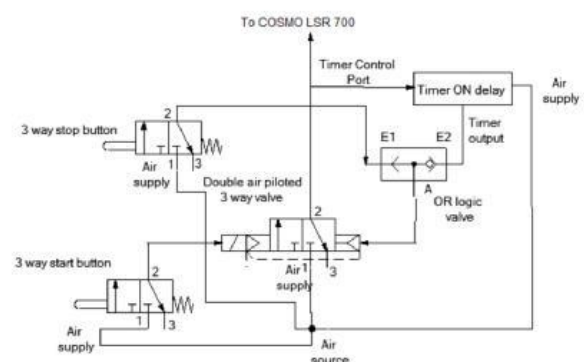 To COSMO LSR 700
Timer Control
Port
Timer ON delay
Air
supply
2
3 way stop button
E1
E2
Timer
output
1
3
Air
supply
Double air piloted
3 way valve
A
OR logic
valve
2
2
3 way start button
Air
supply
1
3
1
3
Air
supply
Air
source